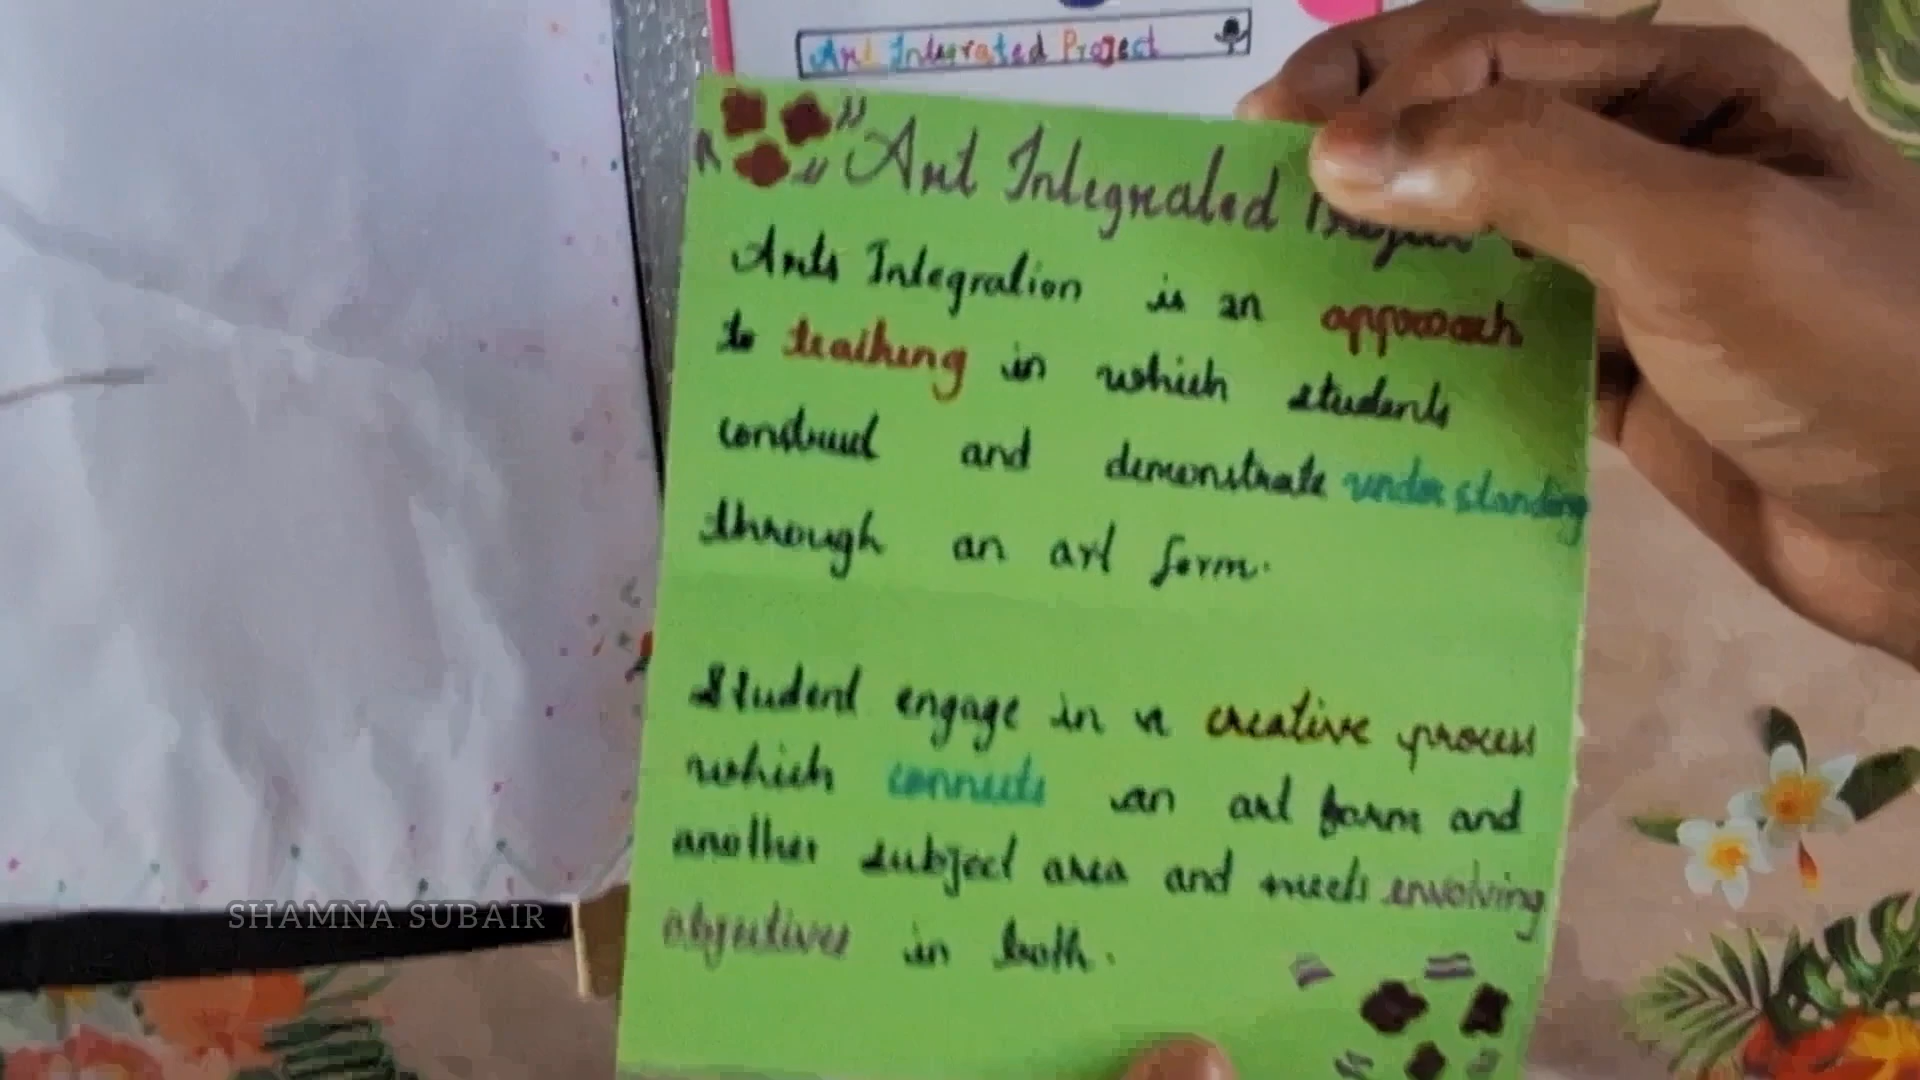 Art Integrated Project
Art Integrated Project
Arts Integration is an approach
to teaching in which students
construct and demonstrate understanding
through an art form.
Student engage in a creative process
which connects an art form and
another subject area and meets envolving
objectives in both.
SHAMNA SUBAIR